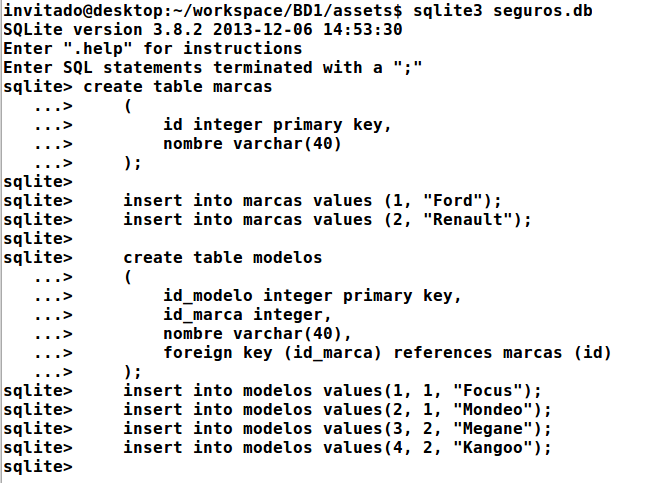 invitado@desktop:~/workspace/BD1/assets$ sqlite3 seguros.db
SQLite version 3.8.2 2013-12-06 14:53:30
Enter ".help" for instructions
Enter SQL statements terminated with a ";"
sqlite> create table marcas
   ...>     (
   ...>         id integer primary key,
   ...>         nombre varchar(40)
   ...>     );
sqlite>
sqlite>     insert into marcas values (1, "Ford");
sqlite>     insert into marcas values (2, "Renault");
sqlite>
sqlite>     create table modelos
   ...>     (
   ...>         id_modelo integer primary key,
   ...>         id_marca integer,
   ...>         nombre varchar(40),
   ...>         foreign key (id_marca) references marcas (id)
   ...>     );
sqlite>     insert into modelos values(1, 1, "Focus");
sqlite>     insert into modelos values(2, 1, "Mondeo");
sqlite>     insert into modelos values(3, 2, "Megane");
sqlite>     insert into modelos values(4, 2, "Kangoo");
sqlite>